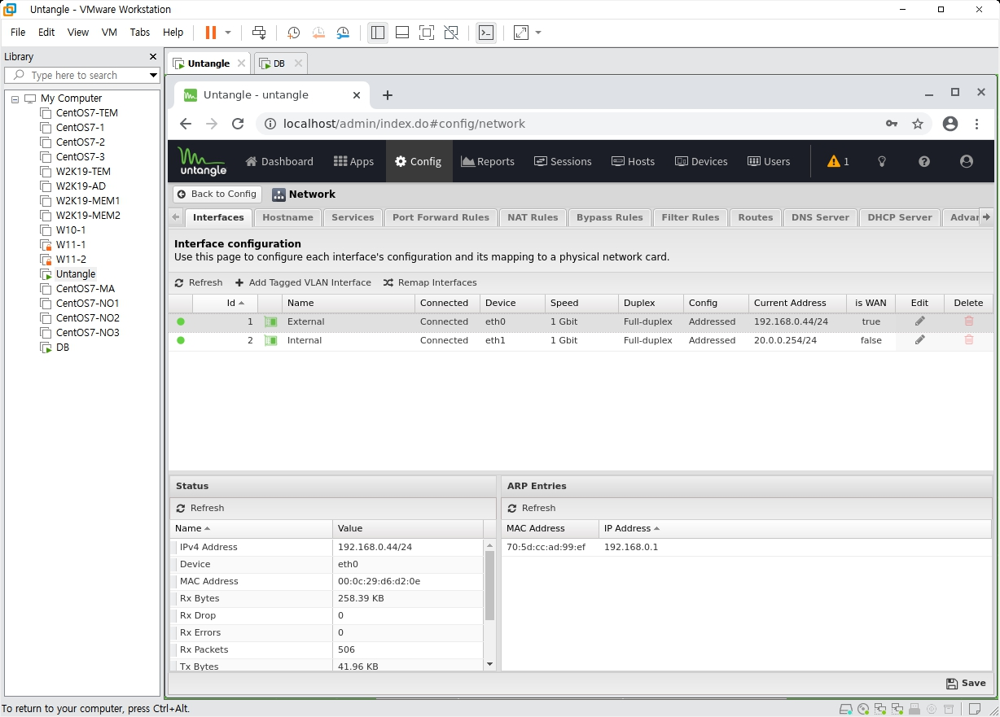 Untangle - VMware Workstation
File Edit View VM Tabs Help
Library
Type here to search
My Computer
CentOS7-TEM
CentOS7-1
CentOS7-2
CentOS7-3
W2K19-TEM
W2K19-AD
W2K19-MEM1
W2K19-MEM2
W10-1
W11-1
W11-2
Untangle
CentOS7-MA
CentOS7-NO1
CentOS7-NO2
CentOS7-NO3
DB
Untangle DB
Untangle - untangle
localhost/admin/index.do#config/network
untangle Dashboard Apps Config Reports Sessions Hosts Devices Users 1
Back to Config Network
Interfaces Hostname Services Port Forward Rules NAT Rules Bypass Rules Filter Rules Routes DNS Server DHCP Server Advar
Interface configuration
Use this page to configure each interface's configuration and its mapping to a physical network card.
Refresh Add Tagged VLAN Interface Remap Interfaces
Id Name Connected Device Speed Duplex Config Current Address is WAN Edit Delete
1 External Connected eth0 1 Gbit Full-duplex Addressed 192.168.0.44/24 true
2 Internal Connected eth1 1 Gbit Full-duplex Addressed 20.0.0.254/24 false
Status
Refresh
Name Value
IPv4 Address 192.168.0.44/24
Device eth0
MAC Address 00:0c:29:d6:d2:0e
Rx Bytes 258.39 KB
Rx Drop 0
Rx Errors 0
Rx Packets 506
Tx Bytes 41.96 KB
ARP Entries
Refresh
MAC Address IP Address
70:5d:cc:ad:99:ef 192.168.0.1
Save
To return to your computer, press Ctrl+Alt.